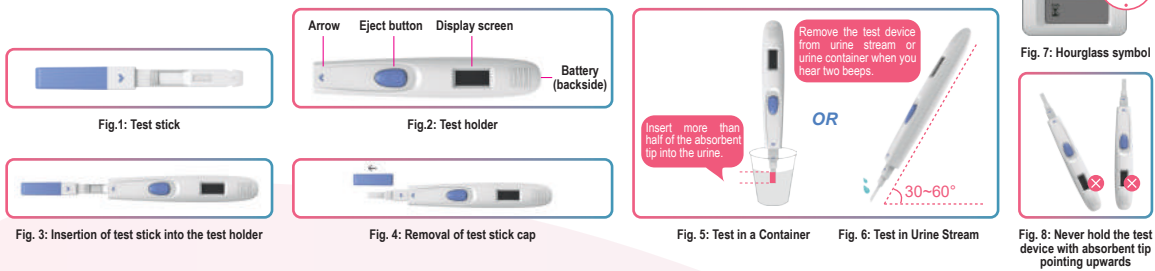 Arrow
Eject button
Display screen
Battery
(backside)
Fig.1: Test stick
Fig.2: Test holder
Fig. 3: Insertion of test stick into the test holder
Fig. 4: Removal of test stick cap
Insert more than
half of the absorbent
tip into the urine.
OR
Remove the test device
from urine stream or
urine container when you
hear two beeps.
30~60°
Fig. 5: Test in a Container
Fig. 6: Test in Urine Stream
Fig. 7: Hourglass symbol
Fig. 8: Never hold the test
device with absorbent tip
pointing upwards